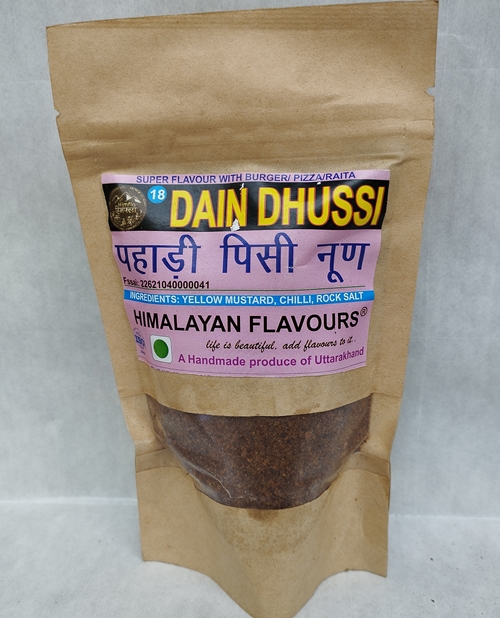 SUPER FLAVOUR WITH BURGER/ PIZZA/RAITA
18 DAIN DHUSSI
पहाड़ी पिसी नूण
Fssai: 22621040000041
INGREDIENTS: YELLOW MUSTARD, CHILLI, ROCK SALT
HIMALAYAN FLAVOURS®
life is beautiful, add flavours to it..
A Handmade produce of Uttarakhand